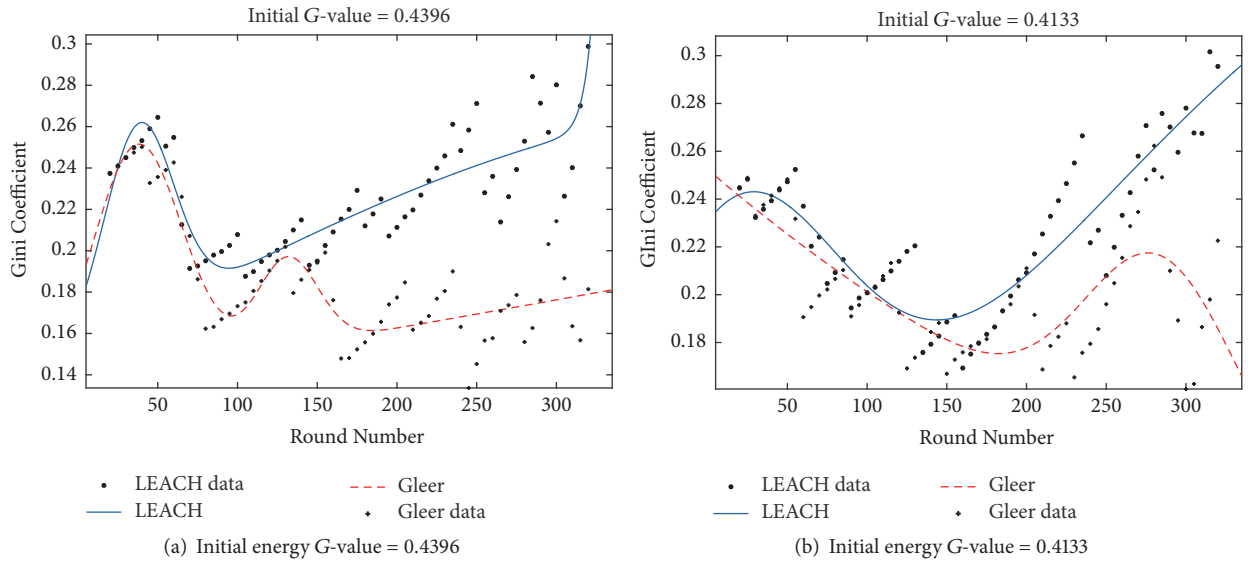 Initial G-value = 0.4396
0.3
0.28
0.26
0.24
0.22
0.2
0.18
0.16
0.14
Gini Coefficient
50 100 150 200 250 300
Round Number
LEACH data
LEACH
Gleer
Gleer data
(a) Initial energy G-value = 0.4396
Initial G-value = 0.4133
0.3
0.28
0.26
0.24
0.22
0.2
0.18
GIni Coefficient
50 100 150 200 250 300
Round Number
LEACH data
LEACH
Gleer
Gleer data
(b) Initial energy G-value = 0.4133